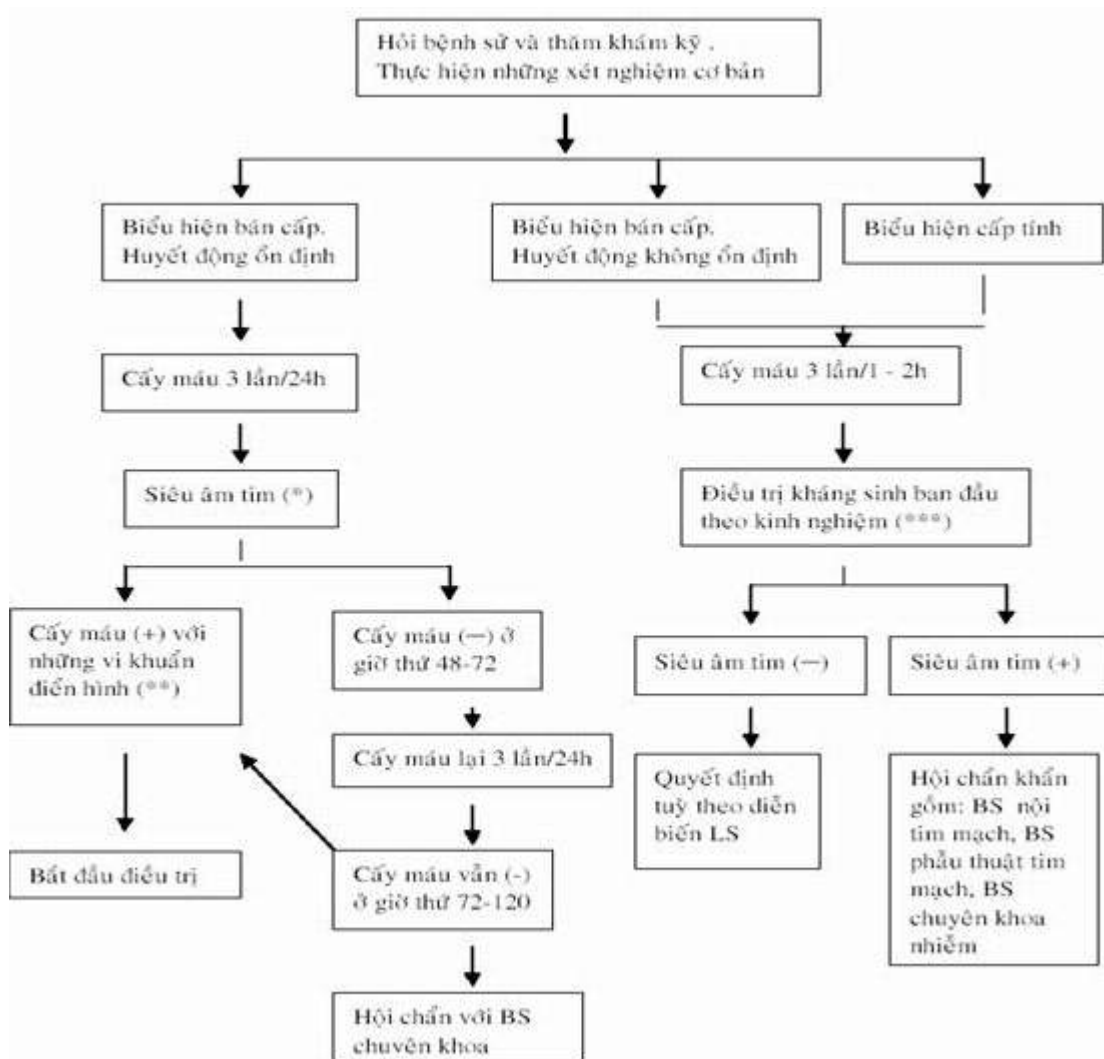 Hỏi bệnh sử và thăm khám kỹ .
Thực hiện những xét nghiệm cơ bản
Biểu hiện bán cấp.
Huyết động ổn định
Biểu hiện bán cấp.
Huyết động không ổn định
Biểu hiện cấp tính
Cấy máu 3 lần/24h
Cấy máu 3 lần/1 - 2h
Siêu âm tim (*)
Điều trị kháng sinh ban đầu
theo kinh nghiệm (***)
Cấy máu (+) với
những vi khuẩn
điển hình (**)
Cấy máu (—) ở
giờ thứ 48-72
Siêu âm tim (—)
Siêu âm tim (+)
Cấy máu lại 3 lần/24h
Quyết định
tuỳ theo diễn
biến LS
Hội chẩn khẩn
gồm: BS nội
tim mạch, BS
phẫu thuật tim
mạch, BS
chuyên khoa
nhiễm
Bắt đầu điều trị
Cấy máu vẫn (-)
ở giờ thứ 72-120
Hội chẩn với BS
chuyên khoa